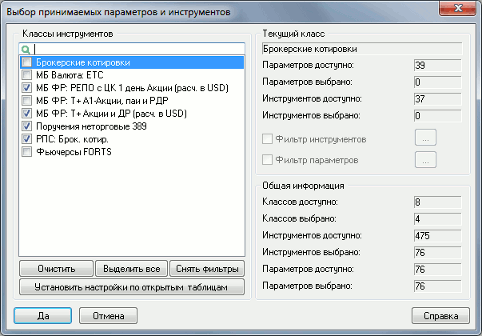 Выбор принимаемых параметров и инструментов
Классы инструментов
Брокерские котировки
МБ Валюта: ETC
МБ ФР: РЕПО с ЦК 1 день Акции (расч. в USD)
МБ ФР: Т+ А1-Акции, паи и РДР
МБ ФР: Т+ Акции и ДР (расч. в USD)
Поручения неторговые 389
РПС: Брок. котир.
Фьючерсы FORTS
Очистить
Выделить все
Снять фильтры
Установить настройки по открытым таблицам
Текущий класс
Брокерские котировки
Параметров доступно: 39
Параметров выбрано: 0
Инструментов доступно: 37
Инструментов выбрано: 0
Фильтр инструментов ...
Фильтр параметров ...
Общая информация
Классов доступно: 8
Классов выбрано: 4
Инструментов доступно: 475
Инструментов выбрано: 76
Параметров доступно: 76
Параметров выбрано: 76
Да
Отмена
Справка